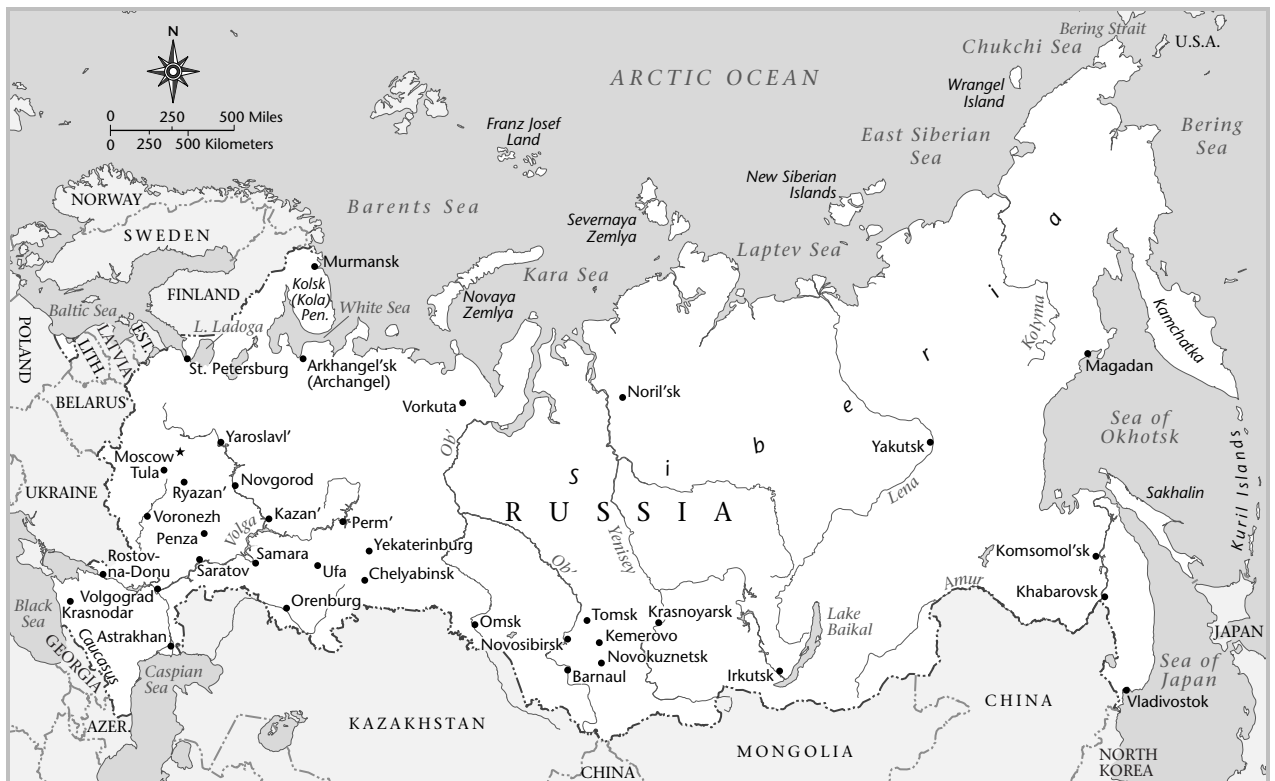 N
0 250 500 Miles
0 250 500 Kilometers
ARCTIC OCEAN
Chukchi Sea
Bering Strait
U.S.A.
Wrangel
Island
Bering
Sea
East Siberian
Sea
Franz Josef
Land
New Siberian
Islands
Severnaya
Zemlya
Laptev Sea
Barents Sea
Kara Sea
Novaya
Zemlya
NORWAY
SWEDEN
FINLAND
Murmansk
Kolsk
(Kola)
Pen.
White Sea
Baltic Sea
L. Ladoga
EST.
LATVIA
LITH.
POLAND
BELARUS
UKRAINE
St. Petersburg
Arkhangel'sk
(Archangel)
Vorkuta
Noril'sk
Kolyma
Kamchatka
Magadan
Sea of
Okhotsk
Kuril Islands
Sakhalin
Yakutsk
Lena
Siberia
RUSSIA
Ob'
Yaroslavl'
Moscow
Tula
Ryazan'
Novgorod
Voronezh
Penza
Volga
Kazan'
Perm'
Yekaterinburg
Rostov-
na-Donu
Saratov
Samara
Ufa
Chelyabinsk
Orenburg
Volgograd
Krasnodar
Astrakhan
Black
Sea
Caucasus
GEORGIA
AZER.
Caspian
Sea
Ob'
Yenisey
Omsk
Tomsk
Novosibirsk
Kemerovo
Novokuznetsk
Barnaul
Krasnoyarsk
Irkutsk
Lake
Baikal
Amur
Komsomol'sk
Khabarovsk
JAPAN
Sea of
Japan
Vladivostok
KAZAKHSTAN
CHINA
MONGOLIA
CHINA
NORTH
KOREA